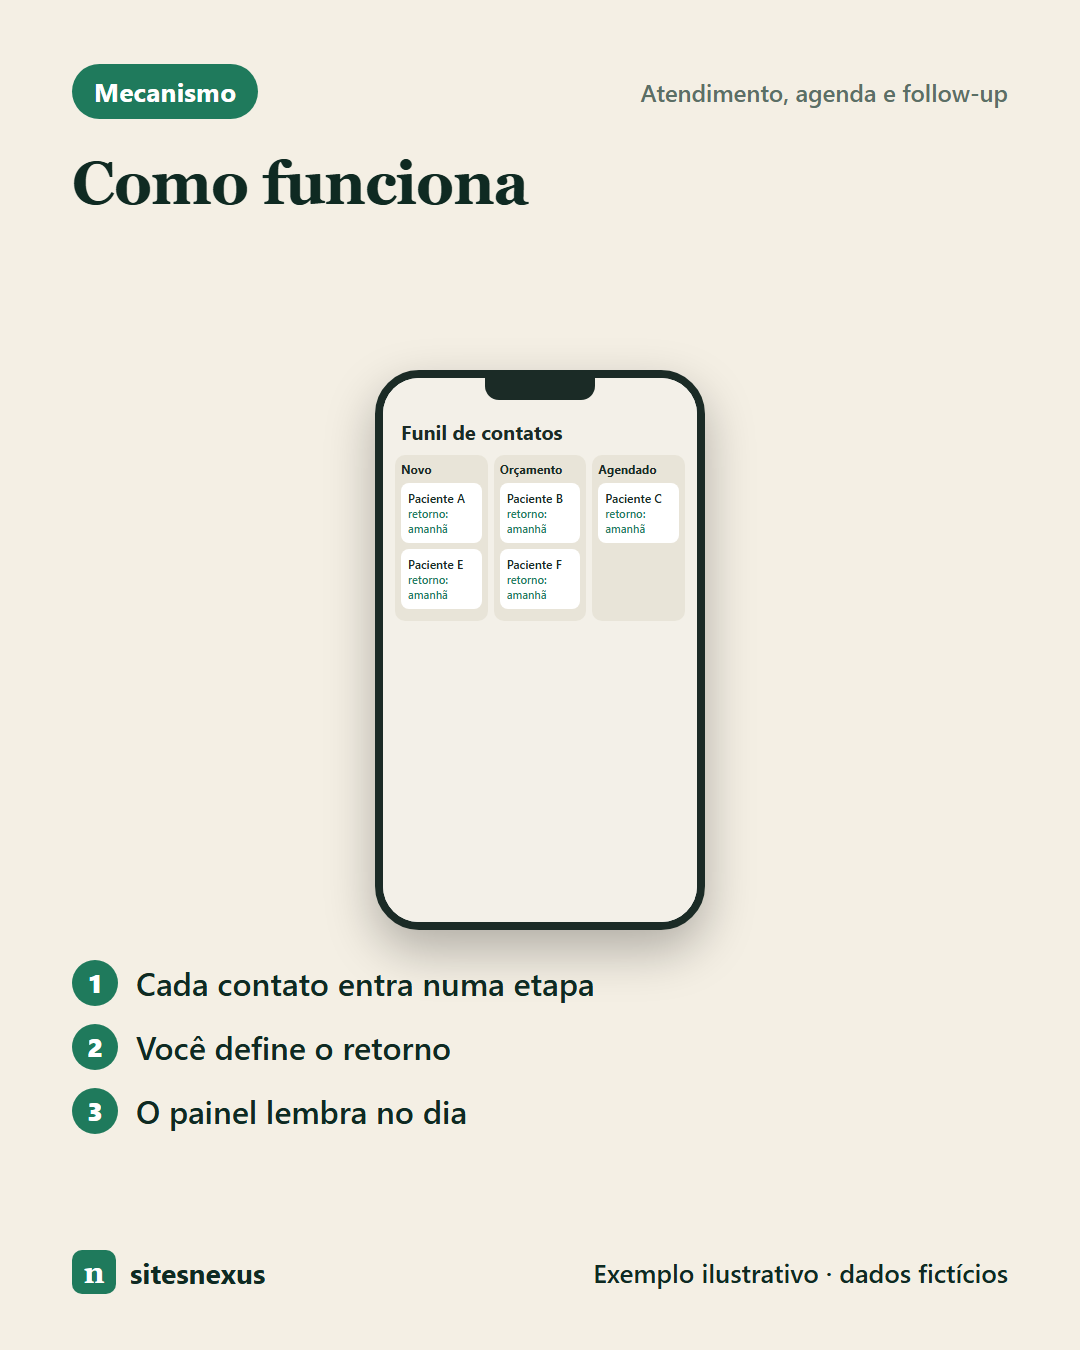 Mecanismo
Atendimento, agenda e follow-up
Como funciona
Funil de contatos
Novo
Paciente A
retorno:
amanhã
Paciente E
retorno:
amanhã
Orçamento
Paciente B
retorno:
amanhã
Paciente F
retorno:
amanhã
Agendado
Paciente C
retorno:
amanhã
1 Cada contato entra numa etapa
2 Você define o retorno
3 O painel lembra no dia
n sitesnexus
Exemplo ilustrativo · dados fictícios